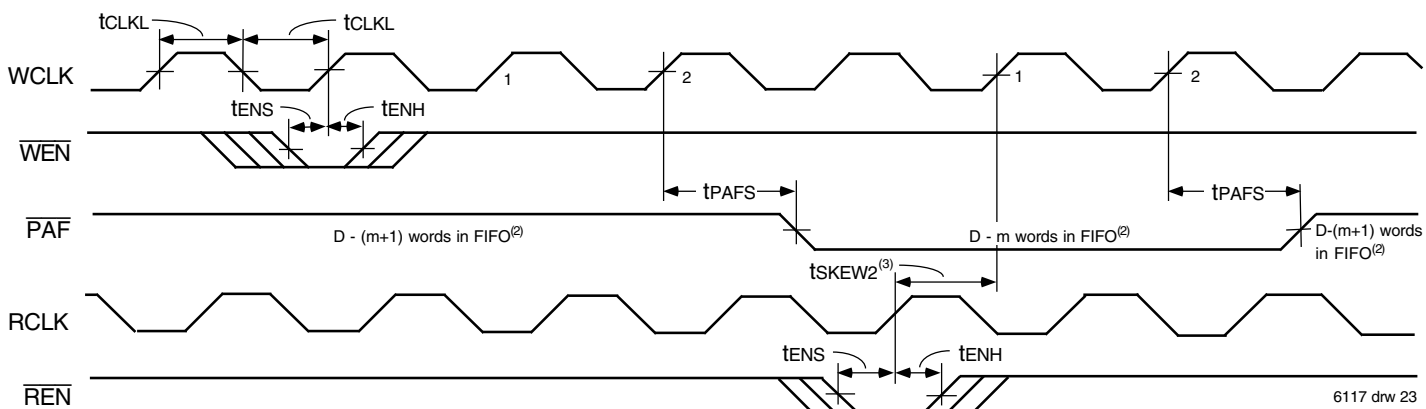 tCLKL tCLKL
WCLK 1 2 1 2
tENS tENH
WEN
tPAFS tPAFS
PAF D - (m+1) words in FIFO(2) D - m words in FIFO(2) D-(m+1) words
in FIFO(2)
tSKEW2(3)
RCLK
tENS tENH
REN 6117 drw 23